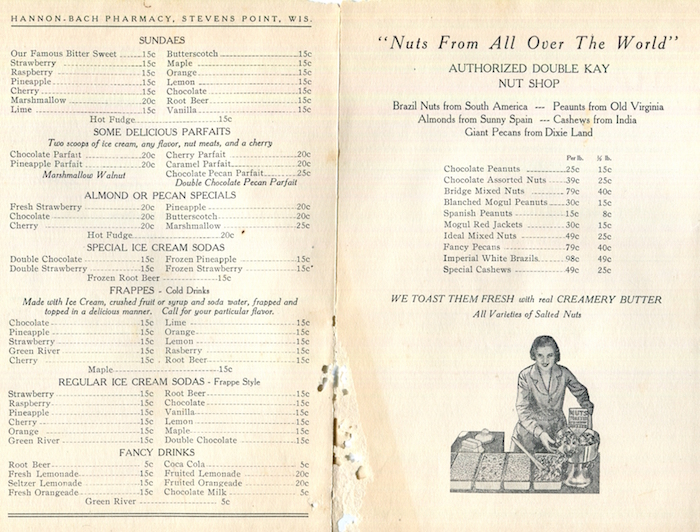 HANNON-BACH PHARMACY, STEVENS POINT, WIS.
SUNDAES
Our Famous Bitter Sweet 15c Butterscotch 15c
Strawberry 15c Maple 15c
Raspberry 15c Orange 15c
Pineapple 15c Lemon 15c
Cherry 15c Chocolate 15c
Marshmallow 20c Root Beer 15c
Lime 15c Vanilla 15c
Hot Fudge 15c
SOME DELICIOUS PARFAITS
Two scoops of ice cream, any flavor, nut meats, and a cherry
Chocolate Parfait 20c Cherry Parfait 20c
Pineapple Parfait 20c Caramel Parfait 20c
Marshmallow Walnut Chocolate Pecan Parfait 25c
Double Chocolate Pecan Parfait
ALMOND OR PECAN SPECIALS
Fresh Strawberry 20c Pineapple 20c
Chocolate 20c Butterscotch 20c
Cherry 20c Marshmallow 25c
Hot Fudge 20c
SPECIAL ICE CREAM SODAS
Double Chocolate 15c Frozen Pineapple 15c
Double Strawberry 15c Frozen Strawberry 15c
Frozen Root Beer 15c
FRAPPES - Cold Drinks
Made with Ice Cream, crushed fruit or syrup and soda water, frapped and
topped in a delicious manner. Call for your particular flavor.
Chocolate 15c Lime 15c
Pineapple 15c Orange 15c
Strawberry 15c Lemon 15c
Green River 15c Rasberry 15c
Cherry 15c Root Beer 15c
Maple 15c
REGULAR ICE CREAM SODAS - Frappe Style
Strawberry 15c Root Beer 15c
Raspberry 15c Chocolate 15c
Pineapple 15c Vanilla 15c
Cherry 15c Lemon 15c
Orange 15c Maple 15c
Green River 15c Double Chocolate 15c
FANCY DRINKS
Root Beer 5c Coca Cola 5c
Fresh Lemonade 15c Fruited Lemonade 20c
Seltzer Lemonade 15c Fruited Orangeade 20c
Fresh Orangeade 15c Chocolate Milk 5c
Green River 5c
"Nuts From All Over The World"
AUTHORIZED DOUBLE KAY
NUT SHOP
Brazil Nuts from South America --- Peaunts from Old Virginia
Almonds from Sunny Spain --- Cashews from India
Giant Pecans from Dixie Land
Per lb. ½ lb.
Chocolate Peanuts 25c 15c
Chocolate Assorted Nuts 39c 25c
Bridge Mixed Nuts 79c 40c
Blanched Mogul Peanuts 30c 15c
Spanish Peanuts 15c 8c
Mogul Red Jackets 30c 15c
Ideal Mixed Nuts 49c 25c
Fancy Pecans 79c 40c
Imperial White Brazils 98c 49c
Special Cashews 49c 25c
WE TOAST THEM FRESH with real CREAMERY BUTTER
All Varieties of Salted Nuts
NUTS